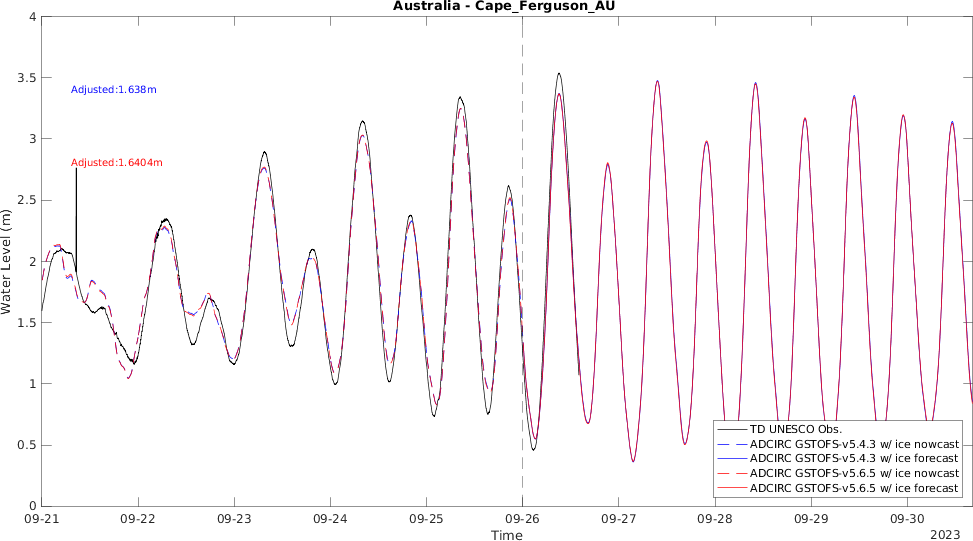 Australia - Cape_Ferguson_AU
Water Level (m)
4
3.5
3
2.5
2
1.5
1
0.5
0
Adjusted:1.638m
Adjusted:1.6404m
TD UNESCO Obs.
ADCIRC GSTOFS-v5.4.3 w/ ice nowcast
ADCIRC GSTOFS-v5.4.3 w/ ice forecast
ADCIRC GSTOFS-v5.6.5 w/ ice nowcast
ADCIRC GSTOFS-v5.6.5 w/ ice forecast
09-21 09-22 09-23 09-24 09-25 09-26 09-27 09-28 09-29 09-30
Time
2023